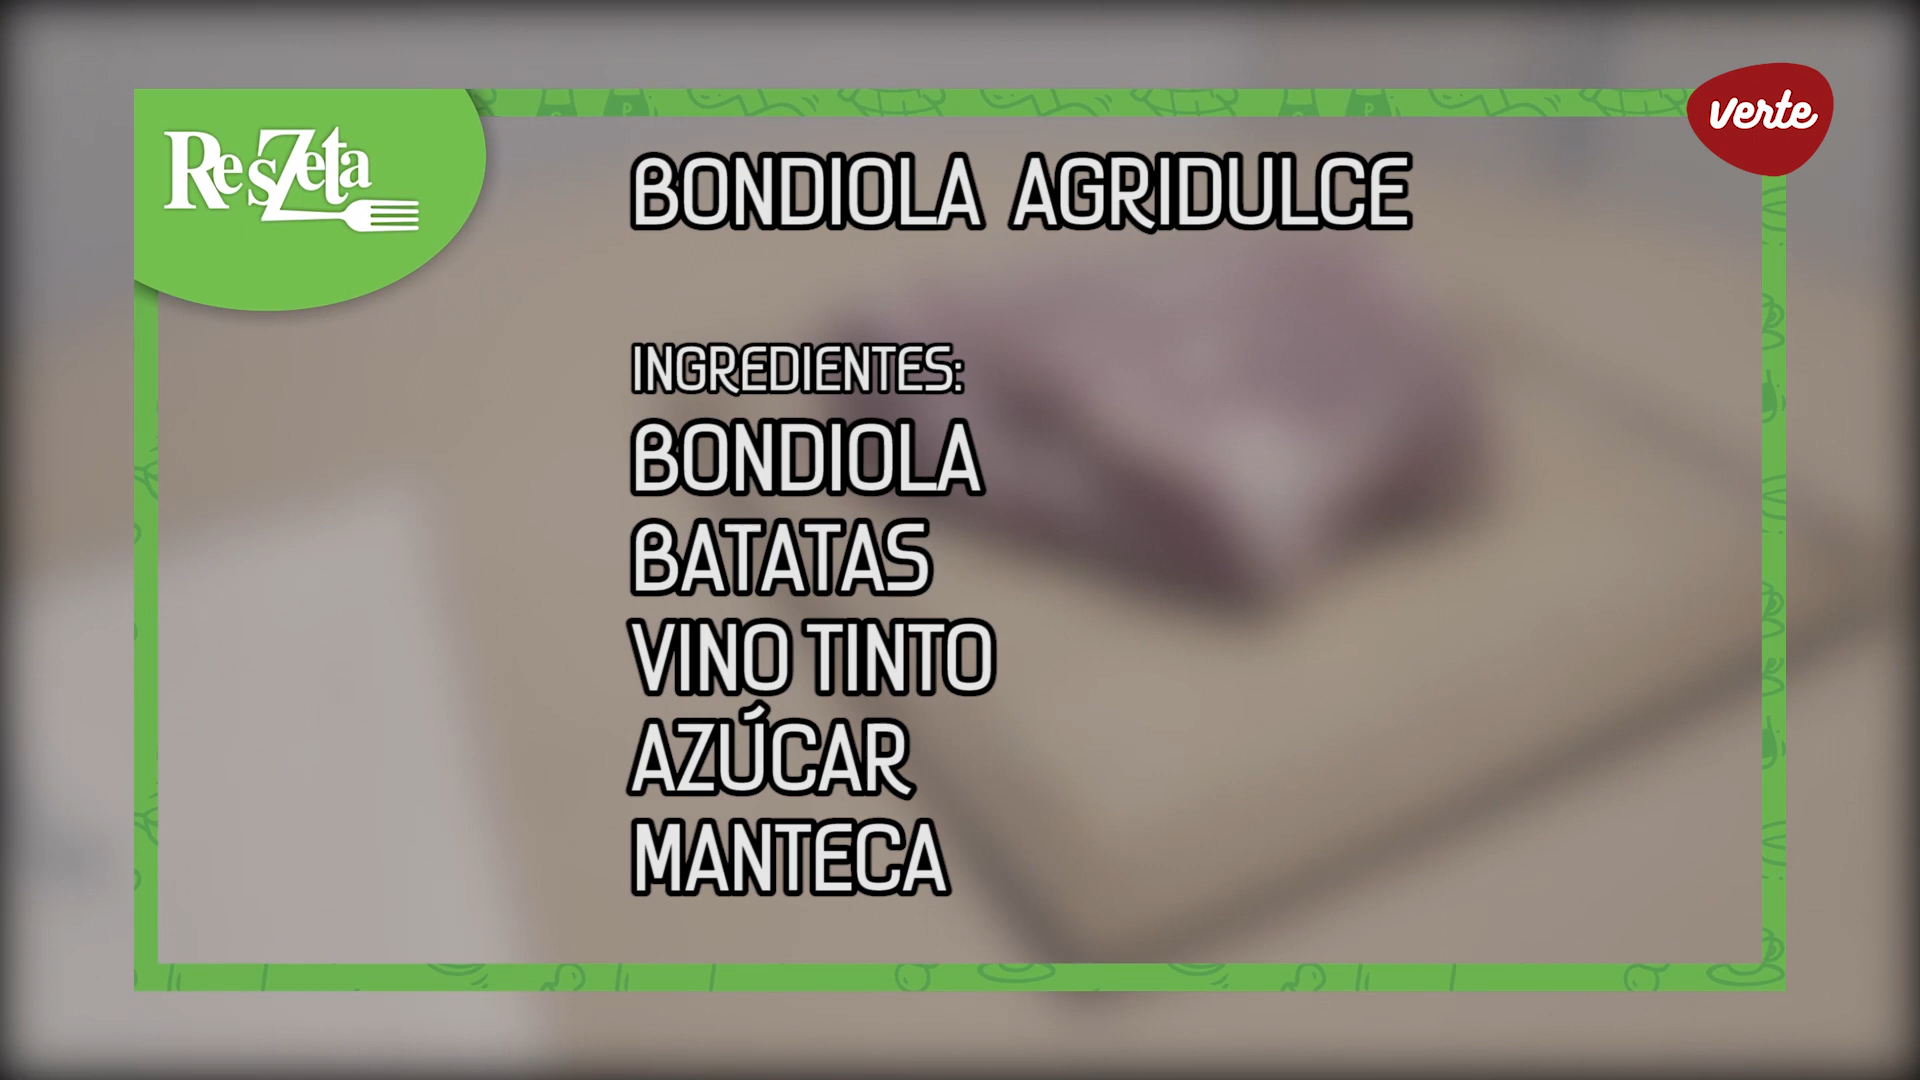 ResZeta
verte
BONDIOLA AGRIDULCE
INGREDIENTES:
BONDIOLA
BATATAS
VINO TINTO
AZÚCAR
MANTECA